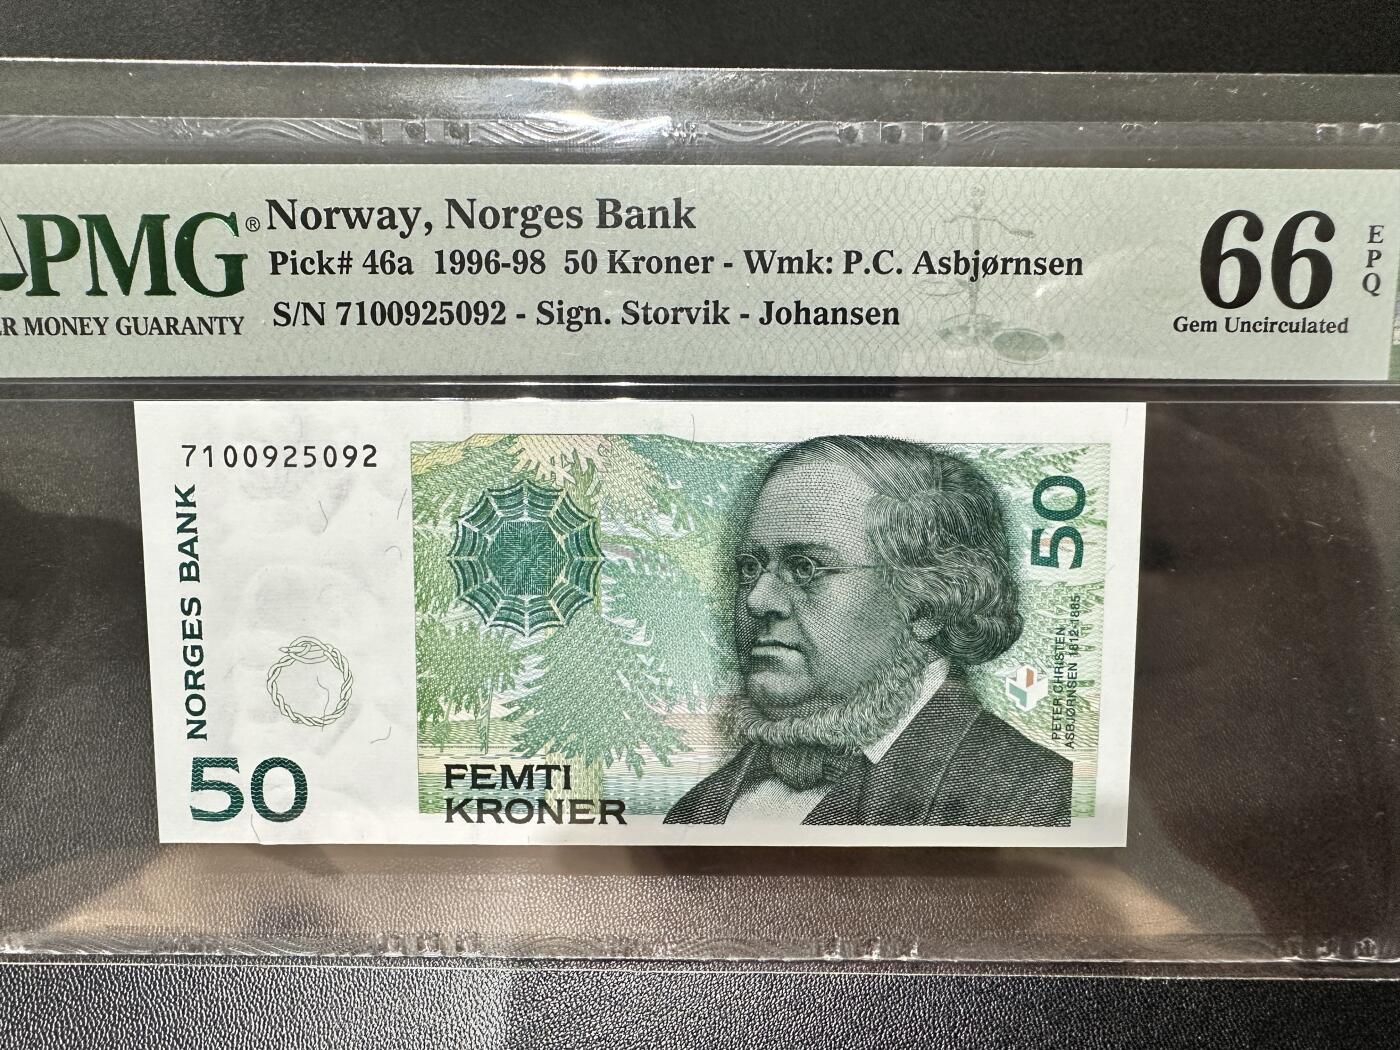 PMG®
R MONEY GUARANTY
Norway, Norges Bank
Pick# 46a 1996-98 50 Kroner - Wmk: P.C. Asbjørnsen
S/N 7100925092 - Sign. Storvik - Johansen
66
EPQ
Gem Uncirculated
7100925092
NORGES BANK
50
FEMTI
KRONER
50
PETER CHRISTEN
ASBJØRNSEN 1812-1885